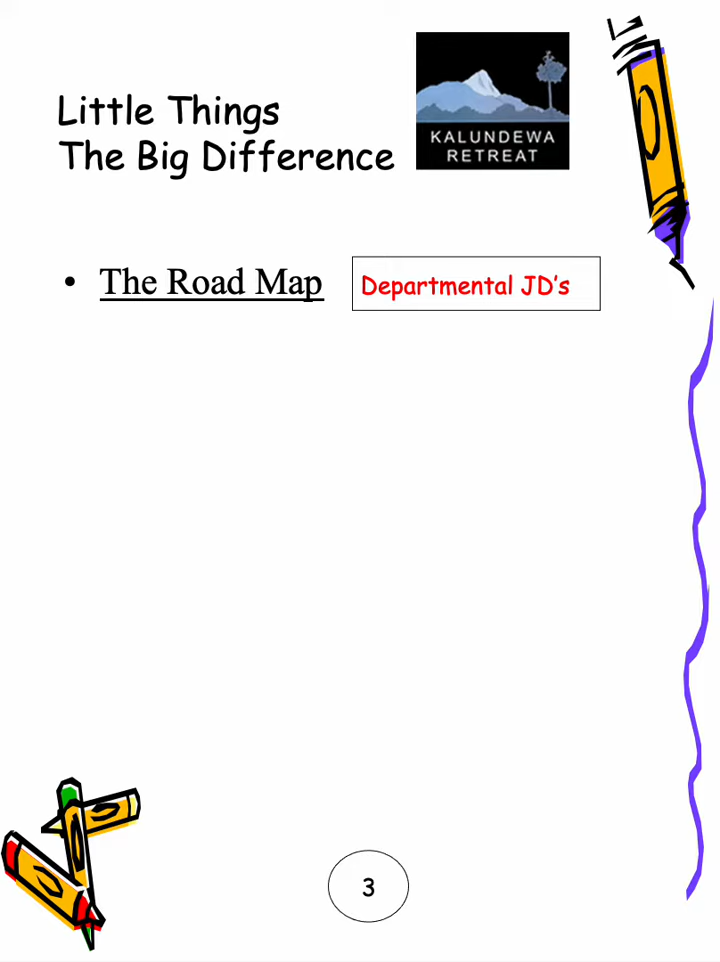 Little Things
The Big Difference
KALUNDEWA
RETREAT
• The Road Map
Departmental JD's
3